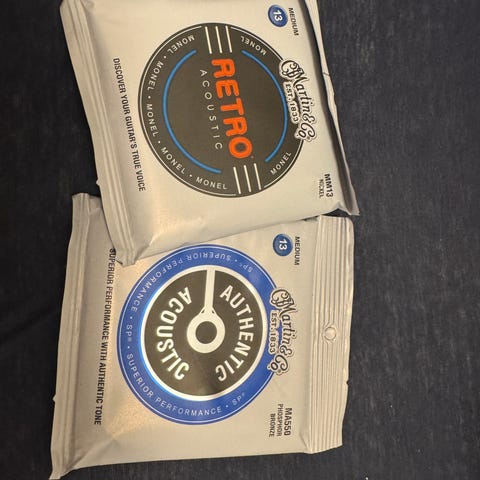 MEDIUM
13
Martin & Co.
EST. 1833
MM13
NICKEL
MONEL • MONEL • MONEL • MONEL • MONEL
MONEL
RETRO
ACOUSTIC
DISCOVER YOUR GUITAR'S TRUE VOICE
MEDIUM
13
Martin & Co.
EST. 1833
MA550
PHOSPHOR
BRONZE
SP® • SUPERIOR PERFORMANCE • SP® • SUPERIOR PERFORMANCE • SP®
AUTHENTIC
ACOUSTIC
SUPERIOR PERFORMANCE WITH AUTHENTIC TONE